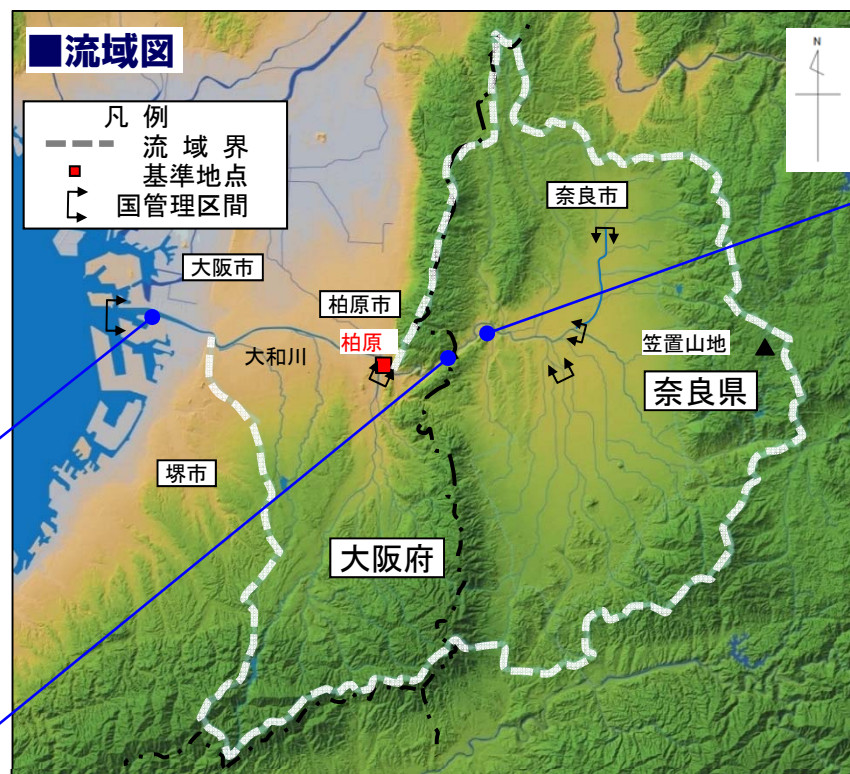 ■流域図
N
凡例
流域界
基準地点
国管理区間
奈良市
大阪市
柏原市
柏原
大和川
笠置山地
奈良県
堺市
大阪府